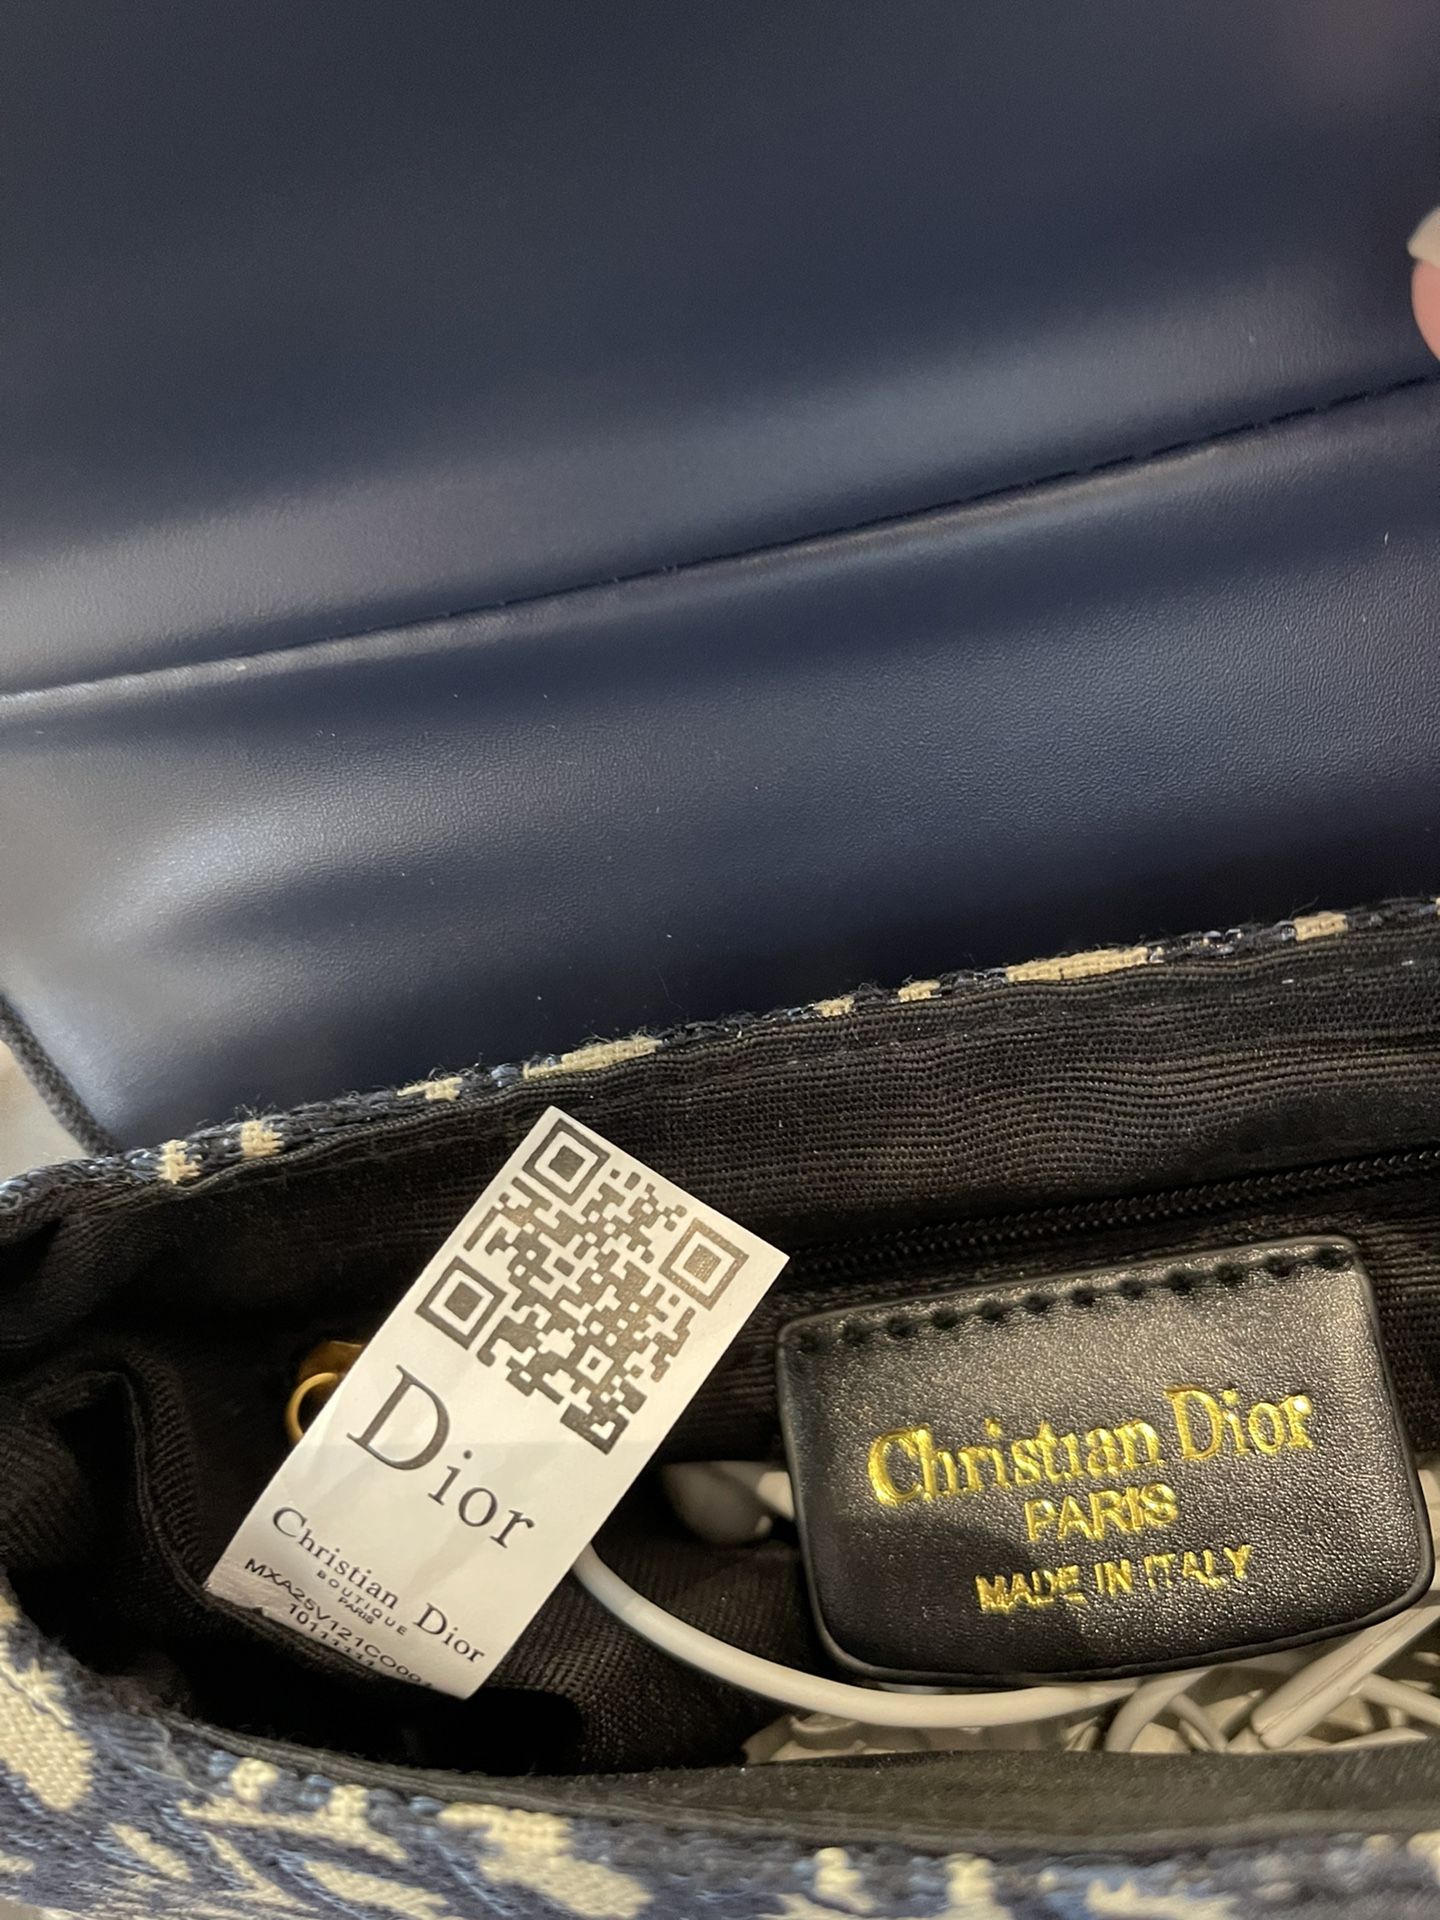 Dior
Christian Dior
BOUTIQUE
PARIS
Christian Dior
PARIS
MADE IN ITALY